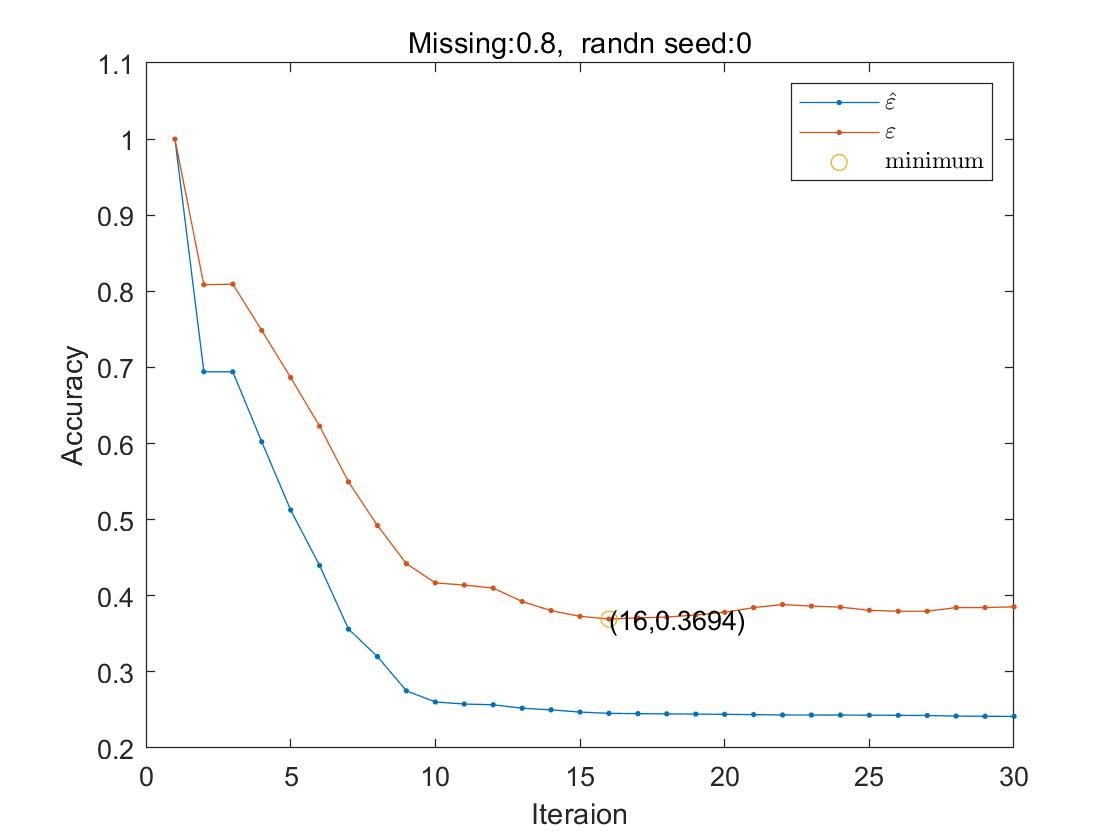 Missing:0.8,  randn seed:0
1.1
1
0.9
0.8
0.7
0.6
0.5
0.4
0.3
0.2
Accuracy
ε̂
ε
minimum
(16,0.3694)
0 5 10 15 20 25 30
Iteraion